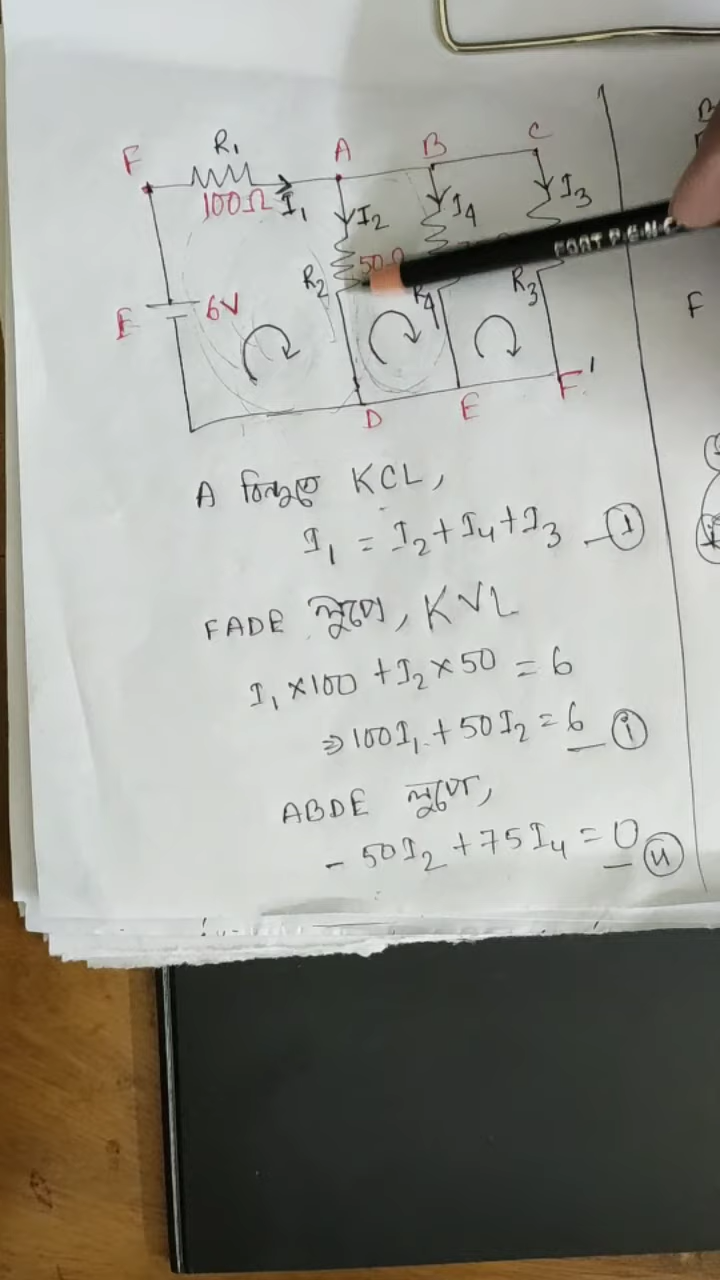 F R₁ A B C
100Ω I₁ I₂ I₄ I₃
50Ω
R₂ R₄ R₃
E 6V
D E F'
A বিন্দুতে KCL,
I₁ = I₂ + I₄ + I₃ —①
FADE লুপে, KVL
I₁ × 100 + I₂ × 50 = 6
⇒ 100I₁ + 50I₂ = 6 —ⓘ
ABDE লুপে,
- 50I₂ + 75I₄ = 0 —ⓘⓘ
F